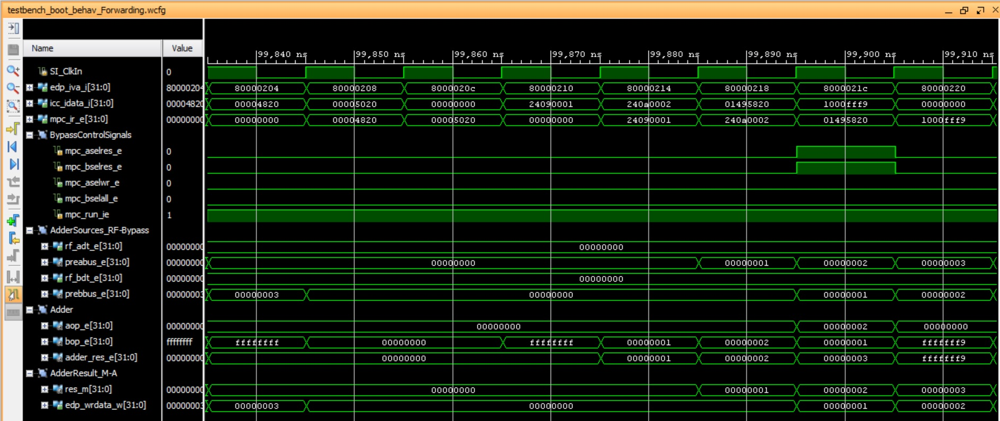 testbench_boot_behav_Forwarding.wcfg
Name Value
99,840 ns 99,850 ns 99,860 ns 99,870 ns 99,880 ns 99,890 ns 99,900 ns 99,910 ns
SI_ClkIn 0
edp_iva_i[31:0] 80000204 80000204 80000208 8000020c 80000210 80000214 80000218 8000021c 80000220
icc_idata_i[31:0] 00004820 00004820 00005020 00000000 24090001 240a0002 01495820 1000fff9 00000000
mpc_ir_e[31:0] 00000000 00000000 00004820 00005020 00000000 24090001 240a0002 01495820 1000fff9
BypassControlSignals
mpc_aselres_e 0
mpc_bselres_e 0
mpc_aselwr_e 0
mpc_bselall_e 0
mpc_run_ie 1
AdderSources_RF-Bypass
rf_adt_e[31:0] 00000000 00000000
preabus_e[31:0] 00000000 00000000 00000001 00000002 00000003
rf_bdt_e[31:0] 00000000 00000000
prebbus_e[31:0] 00000003 00000003 00000000 00000001 00000002
Adder
aop_e[31:0] 00000000 00000000 00000002 00000000
bop_e[31:0] ffffffff ffffffff 00000000 ffffffff 00000001 00000002 00000001 fffffff9
adder_res_e[31:0] 00000000 00000000 00000001 00000002 00000003 fffffff9
AdderResult_M-A
res_m[31:0] 00000000 00000000 00000001 00000002 00000003
edp_wrdata_w[31:0] 00000003 00000003 00000000 00000001 00000002